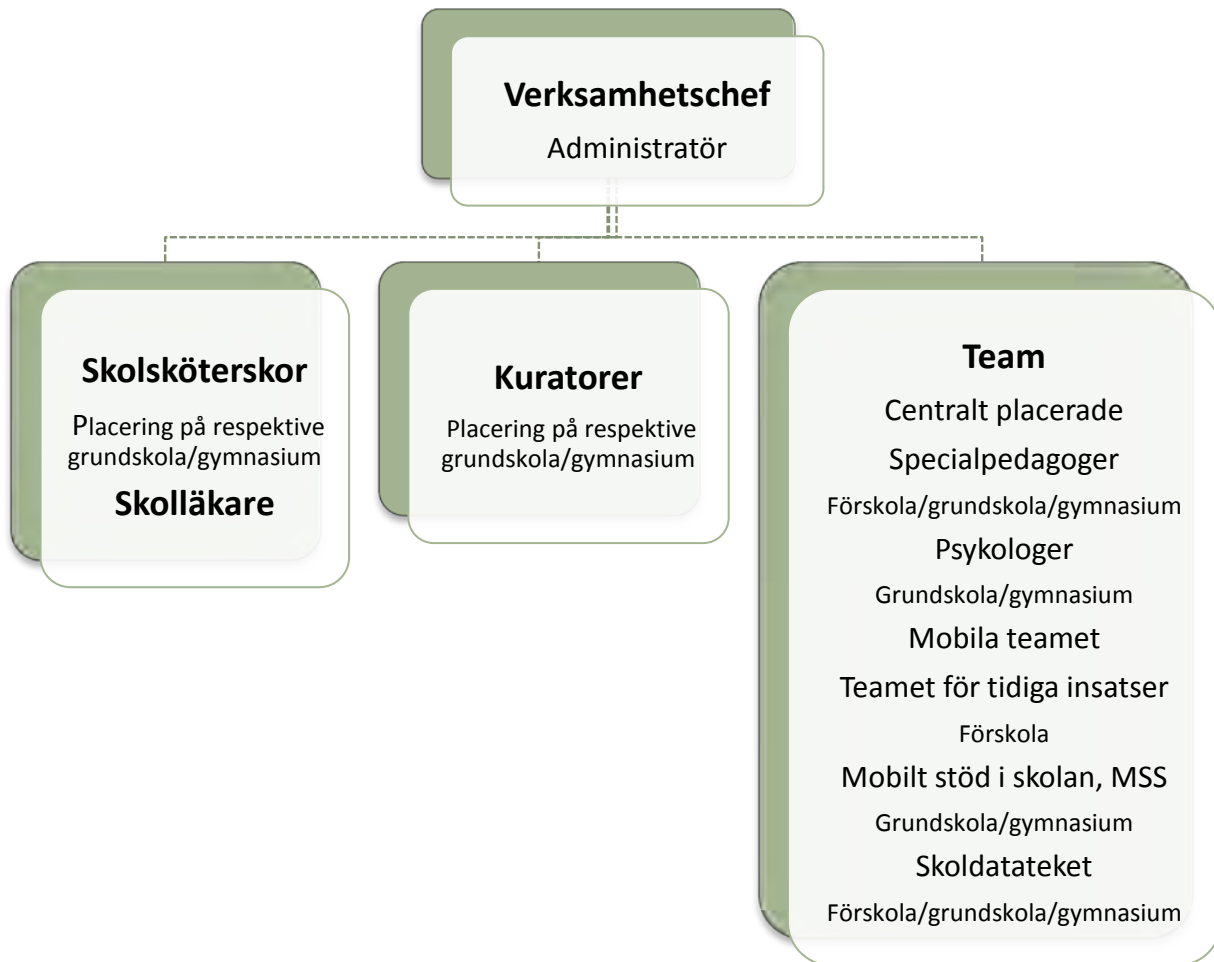 Verksamhetschef
Administratör
Skolsköterskor
Placering på respektive
grundskola/gymnasium
Skolläkare
Kuratorer
Placering på respektive
grundskola/gymnasium
Team
Centralt placerade
Specialpedagoger
Förskola/grundskola/gymnasium
Psykologer
Grundskola/gymnasium
Mobila teamet
Teamet för tidiga insatser
Förskola
Mobilt stöd i skolan, MSS
Grundskola/gymnasium
Skoldatateket
Förskola/grundskola/gymnasium